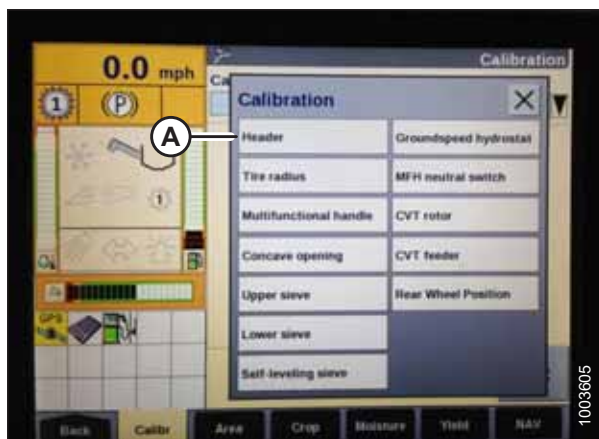 0.0 mph
Calibration
Ca
1
(P)
Calibration
A
Header
Groundspeed hydrostat
Tire radius
MFH neutral switch
1
Multifunctional handle
CVT rotor
Concave opening
CVT feeder
Upper sieve
Rear Wheel Position
Lower sieve
GPS
Self-leveling sieve
Back
Calibr
Area
Crop
Moisture
Yield
NAV
1003605